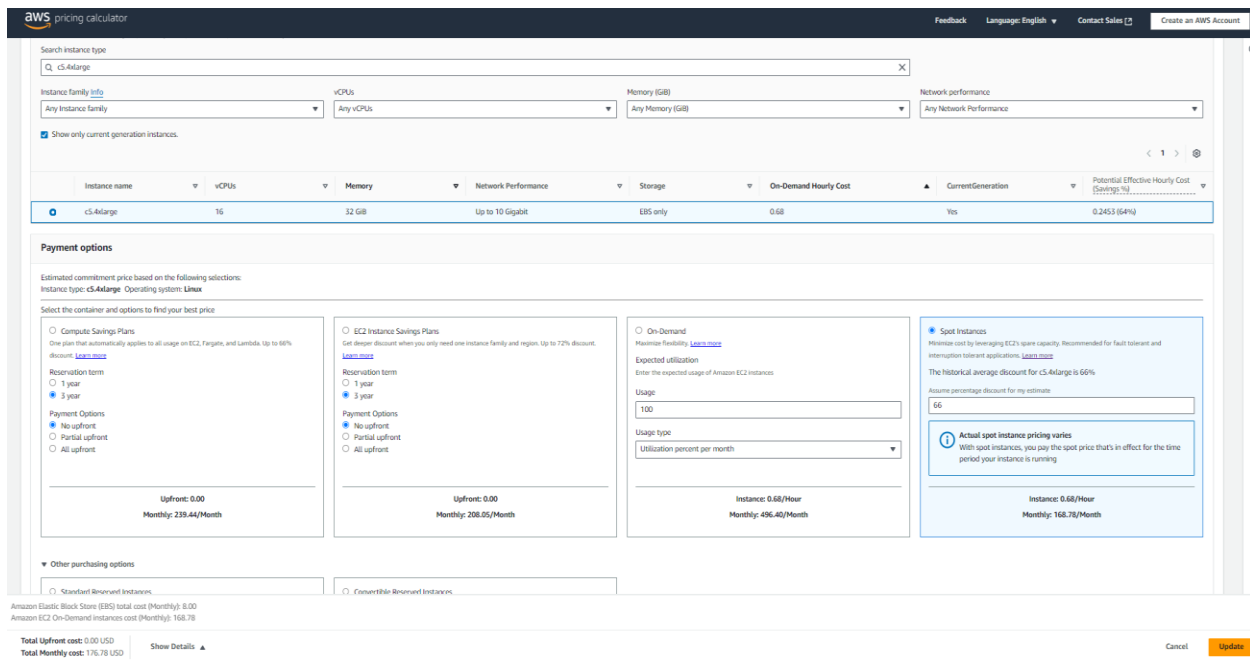 aws pricing calculator
Feedback Language: English Contact Sales Create an AWS Account
Search instance type
c5.4xlarge
Instance family Info vCPUs Memory (GiB) Network performance
Any Instance family Any vCPUs Any Memory (GiB) Any Network Performance
Show only current generation instances.
1
Instance name vCPUs Memory Network Performance Storage On-Demand Hourly Cost CurrentGeneration Potential Effective Hourly Cost (Savings %)
c5.4xlarge 16 32 GiB Up to 10 Gigabit EBS only 0.68 Yes 0.2453 (64%)
Payment options
Estimated commitment price based on the following selections:
Instance type: c5.4xlarge Operating system: Linux
Select the container and options to find your best price
Compute Savings Plans
One plan that automatically applies to all usage on EC2, Fargate, and Lambda. Up to 66%
discount. Learn more
Reservation term
1 year
3 year
Payment Options
No upfront
Partial upfront
All upfront
Upfront: 0.00
Monthly: 239.44/Month
EC2 Instance Savings Plans
Get deeper discount when you only need one instance family and region. Up to 72% discount.
Learn more
Reservation term
1 year
3 year
Payment Options
No upfront
Partial upfront
All upfront
Upfront: 0.00
Monthly: 208.05/Month
On-Demand
Maximize flexibility. Learn more
Expected utilization
Enter the expected usage of Amazon EC2 instances
Usage
100
Usage type
Utilization percent per month
Instance: 0.68/Hour
Monthly: 496.40/Month
Spot Instances
Minimize cost by leveraging EC2's spare capacity. Recommended for fault tolerant and
interruption tolerant applications. Learn more
The historical average discount for c5.4xlarge is 66%
Assume percentage discount for my estimate
66
Actual spot instance pricing varies
With spot instances, you pay the spot price that's in effect for the time
period your instance is running
Instance: 0.68/Hour
Monthly: 168.78/Month
Other purchasing options
Standard Reserved Instances Convertible Reserved Instances
Amazon Elastic Block Store (EBS) total cost (Monthly): 8.00
Amazon EC2 On-Demand instances cost (Monthly): 168.78
Total Upfront cost: 0.00 USD
Total Monthly cost: 176.78 USD
Show Details
Cancel Update